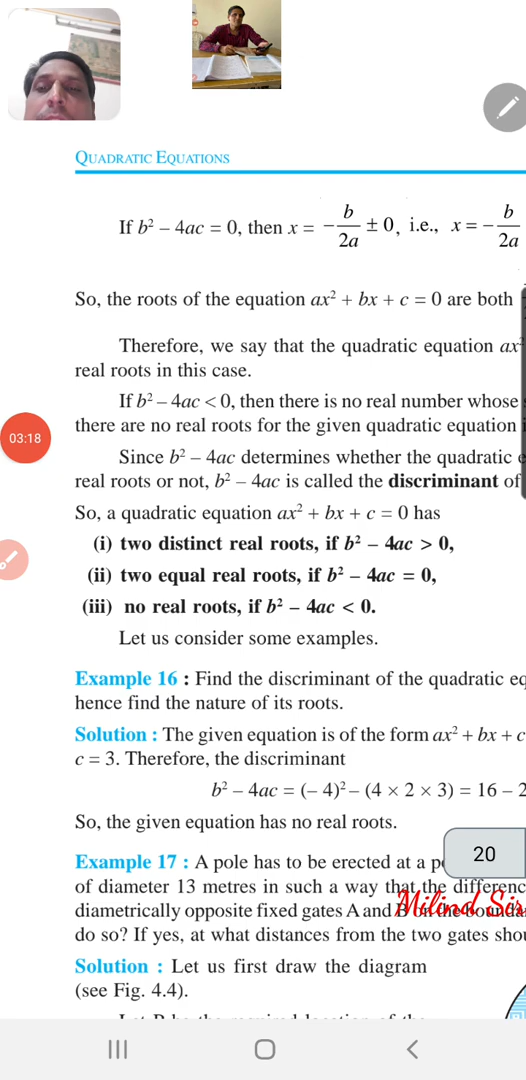 QUADRATIC EQUATIONS
If b² – 4ac = 0, then x = −b/2a ± 0, i.e., x = −b/2a
So, the roots of the equation ax² + bx + c = 0 are both
Therefore, we say that the quadratic equation ax²
real roots in this case.
If b² – 4ac < 0, then there is no real number whose
there are no real roots for the given quadratic equation
03:18
Since b² – 4ac determines whether the quadratic
real roots or not, b² – 4ac is called the discriminant of
So, a quadratic equation ax² + bx + c = 0 has
(i) two distinct real roots, if b² – 4ac > 0,
(ii) two equal real roots, if b² – 4ac = 0,
(iii) no real roots, if b² – 4ac < 0.
Let us consider some examples.
Example 16 : Find the discriminant of the quadratic eq
hence find the nature of its roots.
Solution : The given equation is of the form ax² + bx + c
c = 3. Therefore, the discriminant
b² – 4ac = (– 4)² – (4 × 2 × 3) = 16 – 2
So, the given equation has no real roots.
Example 17 : A pole has to be erected at a
20
of diameter 13 metres in such a way that the differenc
diametrically opposite fixed gates A and B
Milind Sir
do so? If yes, at what distances from the two gates shou
Solution : Let us first draw the diagram
(see Fig. 4.4).